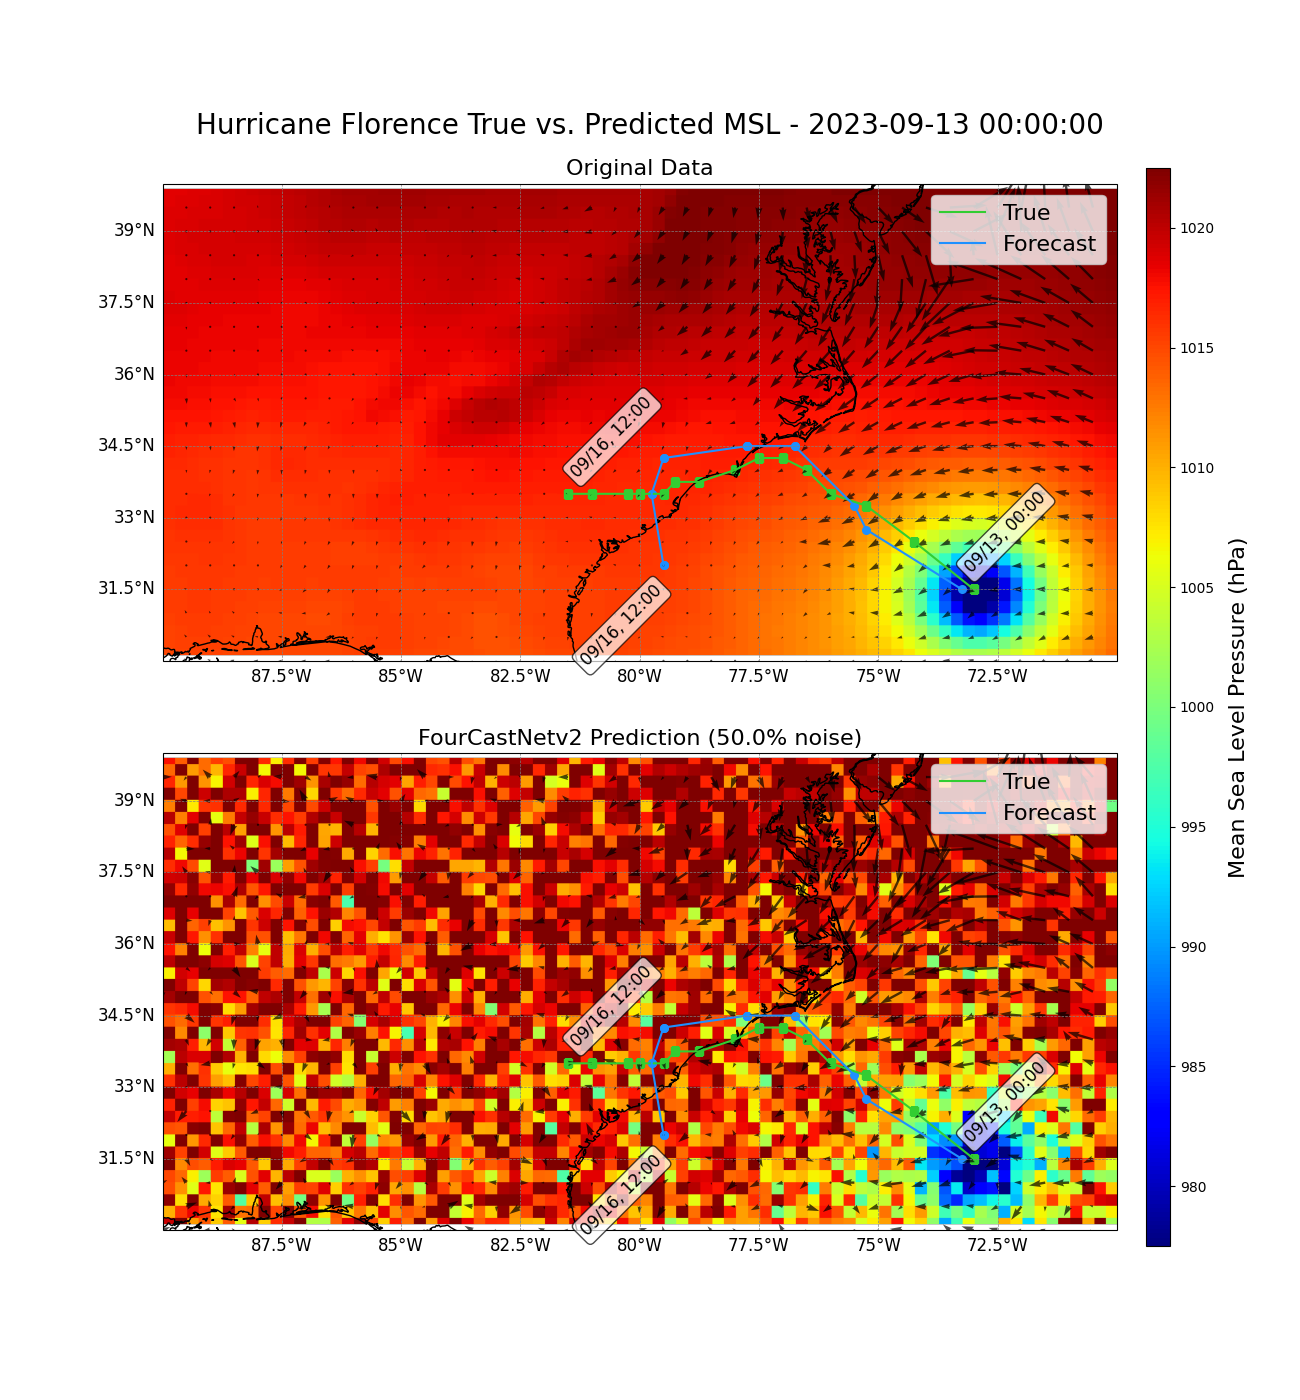 Hurricane Florence True vs. Predicted MSL - 2023-09-13 00:00:00
Original Data
True
Forecast
39°N
37.5°N
36°N
34.5°N
33°N
31.5°N
09/16, 12:00
09/13, 00:00
09/16, 12:00
87.5°W
85°W
82.5°W
80°W
77.5°W
75°W
72.5°W
FourCastNetv2 Prediction (50.0% noise)
True
Forecast
39°N
37.5°N
36°N
34.5°N
33°N
31.5°N
09/16, 12:00
09/13, 00:00
09/16, 12:00
87.5°W
85°W
82.5°W
80°W
77.5°W
75°W
72.5°W
1020
1015
1010
1005
1000
995
990
985
980
Mean Sea Level Pressure (hPa)